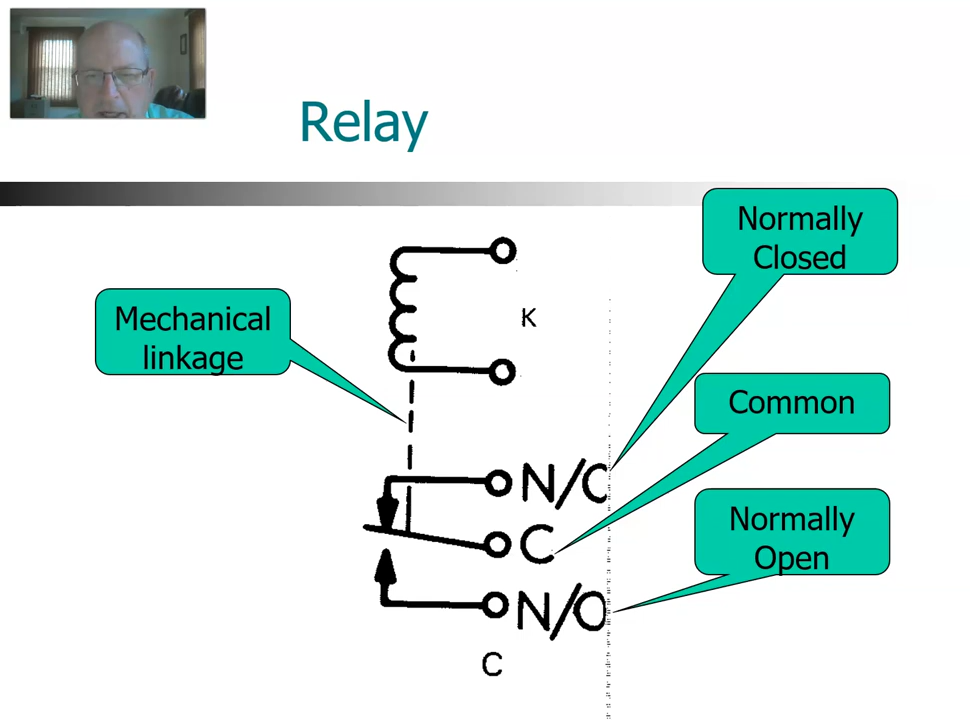 Relay
Normally
Closed
Mechanical
linkage
K
Common
N/C
C
Normally
Open
N/O
C